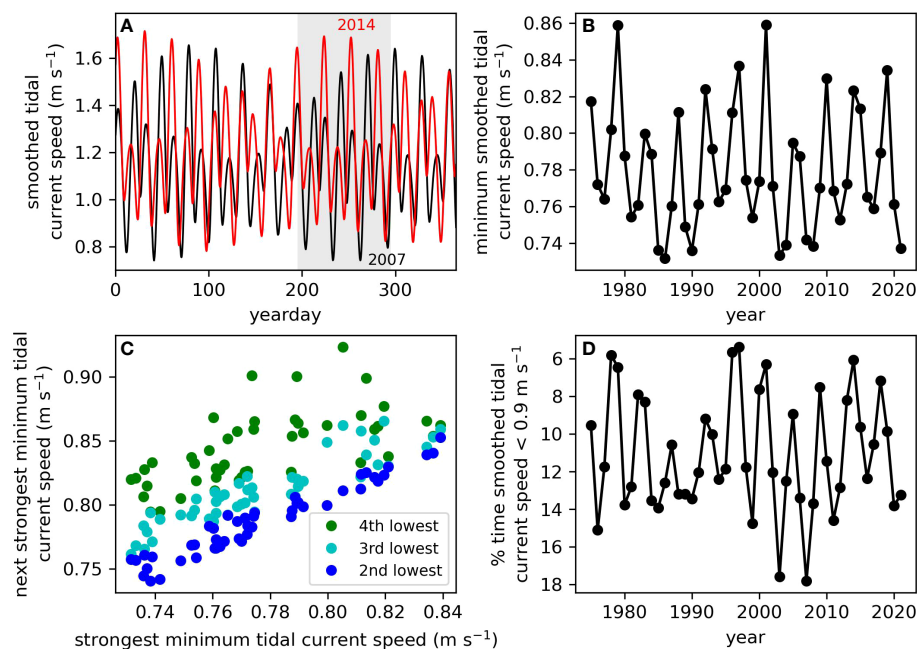 A
2014
2007
smoothed tidal
current speed (m s⁻¹)
1.6
1.4
1.2
1.0
0.8
0
100
200
300
yearday
B
minimum smoothed tidal
current speed (m s⁻¹)
0.86
0.84
0.82
0.80
0.78
0.76
0.74
1980
1990
2000
2010
2020
year
C
next strongest minimum tidal
current speed (m s⁻¹)
0.90
0.85
0.80
0.75
4th lowest
3rd lowest
2nd lowest
0.74
0.76
0.78
0.80
0.82
0.84
strongest minimum tidal current speed (m s⁻¹)
D
% time smoothed tidal
current speed < 0.9 m s⁻¹
6
8
10
12
14
16
18
1980
1990
2000
2010
2020
year